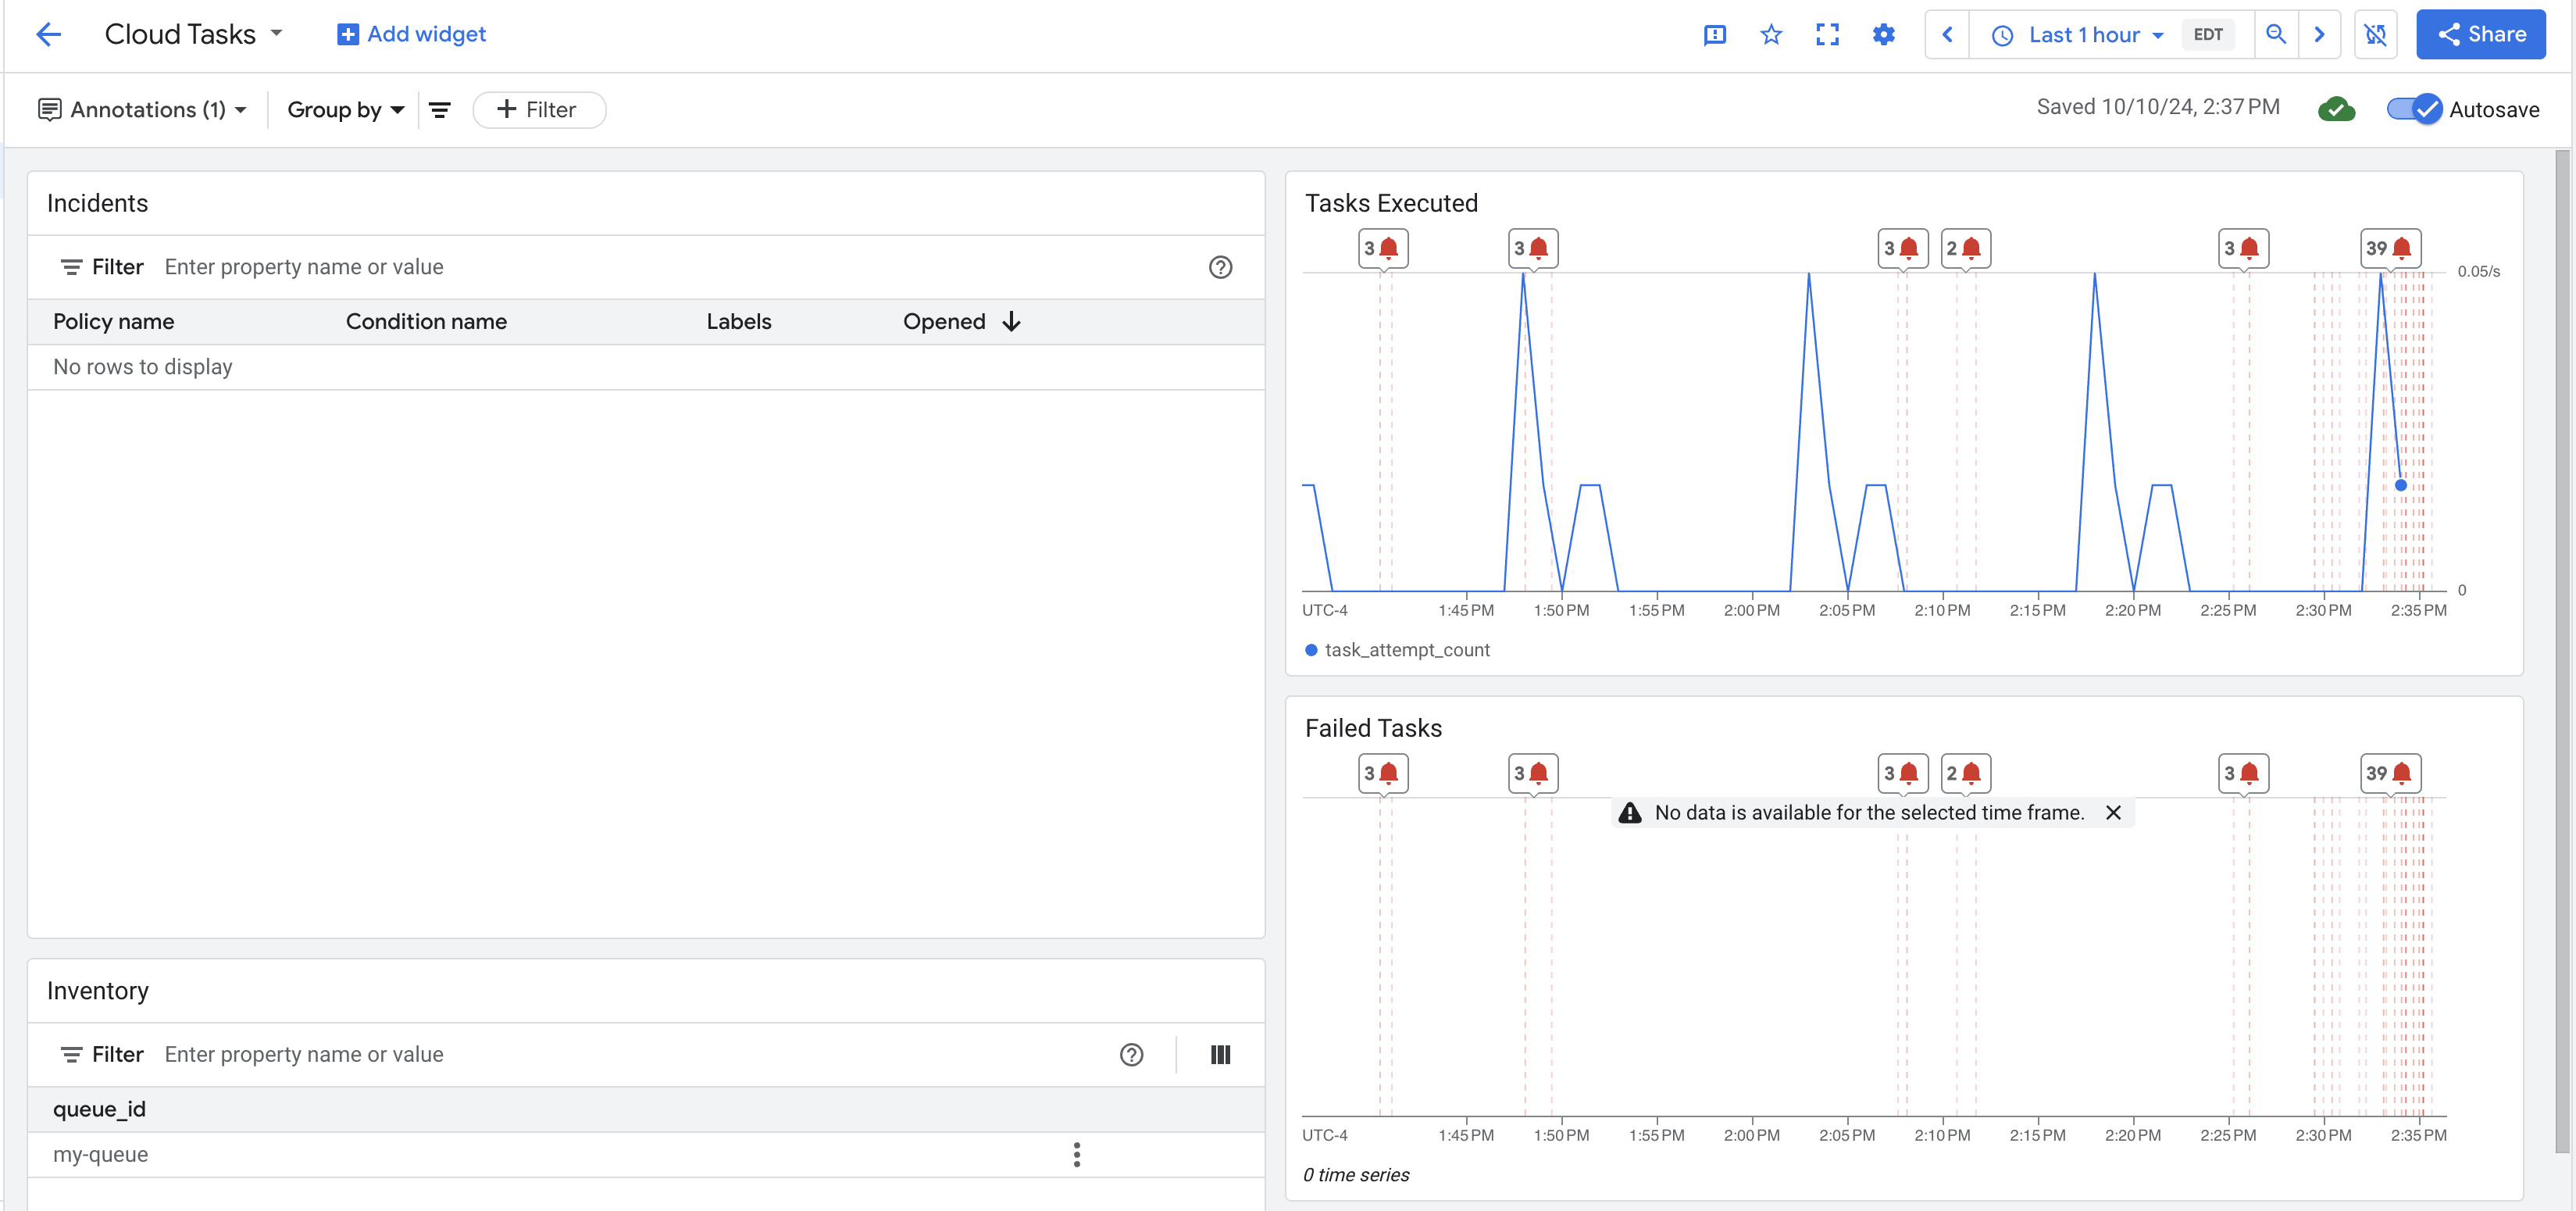 Cloud Tasks
Add widget
Last 1 hour
EDT
Share
Annotations (1)
Group by
Filter
Saved 10/10/24, 2:37 PM
Autosave
Incidents
Filter Enter property name or value
Policy name Condition name Labels Opened
No rows to display
Inventory
Filter Enter property name or value
queue_id
my-queue
Tasks Executed
3 3 3 2 3 39
0.05/s
0
UTC-4 1:45 PM 1:50 PM 1:55 PM 2:00 PM 2:05 PM 2:10 PM 2:15 PM 2:20 PM 2:25 PM 2:30 PM 2:35 PM
task_attempt_count
Failed Tasks
3 3 3 2 3 39
No data is available for the selected time frame.
UTC-4 1:45 PM 1:50 PM 1:55 PM 2:00 PM 2:05 PM 2:10 PM 2:15 PM 2:20 PM 2:25 PM 2:30 PM 2:35 PM
0 time series